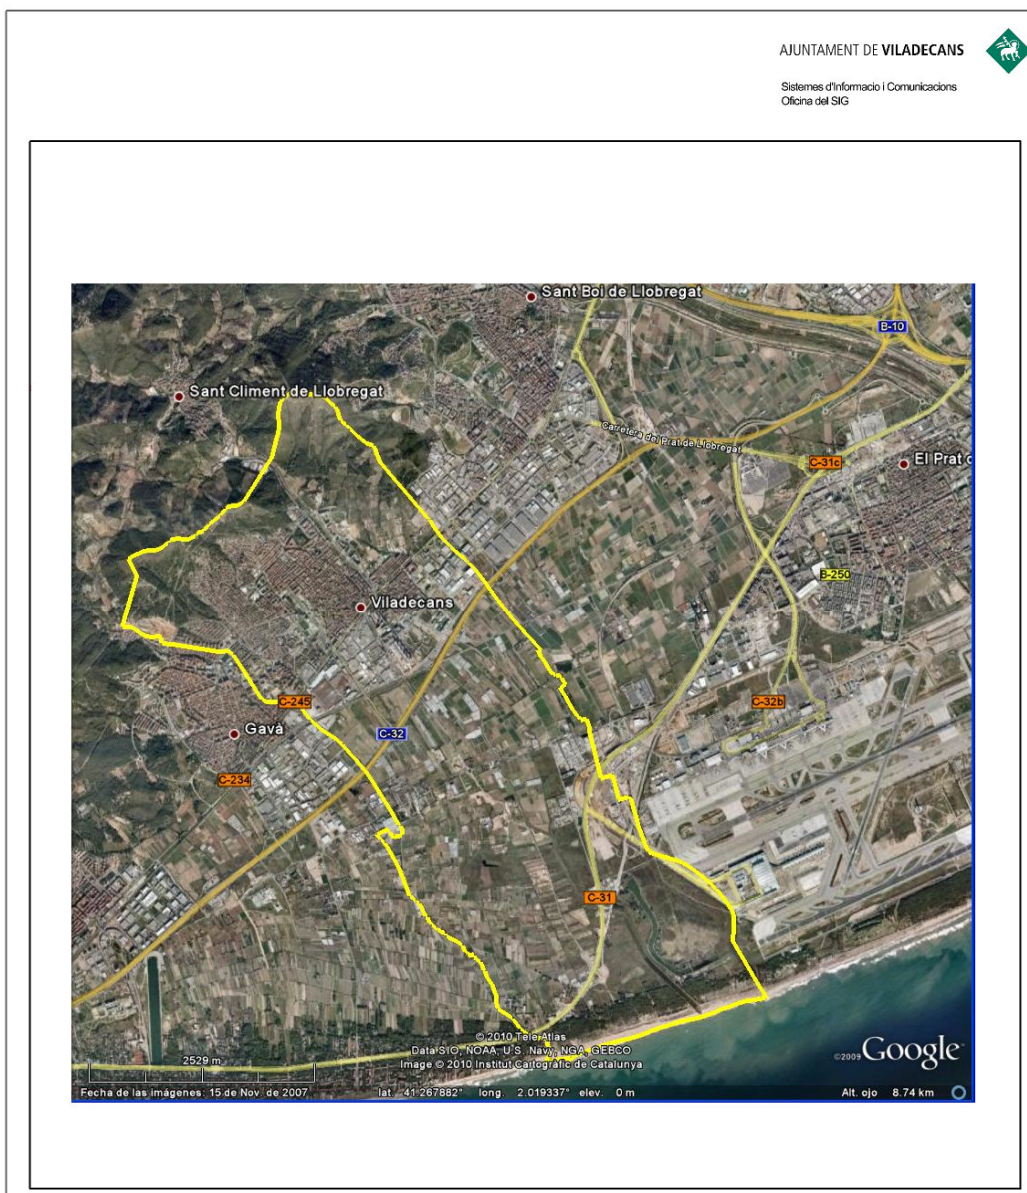 AJUNTAMENT DE VILADECANS
Sistemes d'Informacio i Comunicacions
Oficina del SIG
Sant Boi de Llobregat
B-10
Sant Climent de Llobregat
Carretera del Prat de Llobregat
C-31c
El Prat d
B-250
Viladecans
C-245
C-32b
Gavà
C-32
C-234
C-31
© 2010 Tele Atlas
Data SIO, NOAA, U.S. Navy, NGA, GEBCO
Image © 2010 Institut Cartogràfic de Catalunya
©2009 Google
2529 m
Fecha de las imágenes: 15 de Nov. de 2007 lat. 41.267882° long. 2.019337° elev. 0 m Alt. ojo 8.74 km